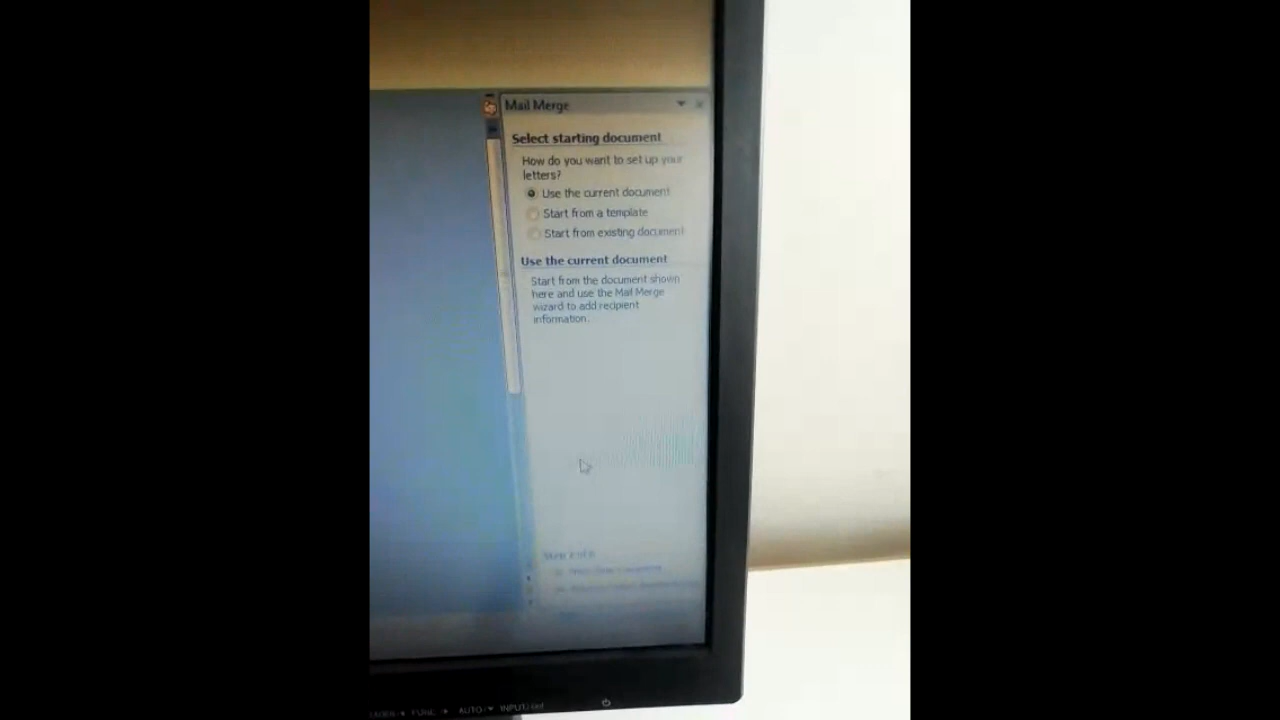 Mail Merge
Select starting document
How do you want to set up your
letters?
Use the current document
Start from a template
Start from existing document
Use the current document
Start from the document shown
here and use the Mail Merge
wizard to add recipient
information.
AUTO/▼ INPUT/